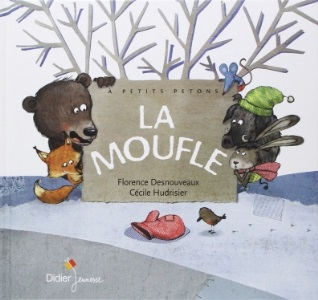 A PETITS PETONS
LA
MOUFLE
Florence Desnouveaux
Cécile Hudrisier
Didier Jeunesse